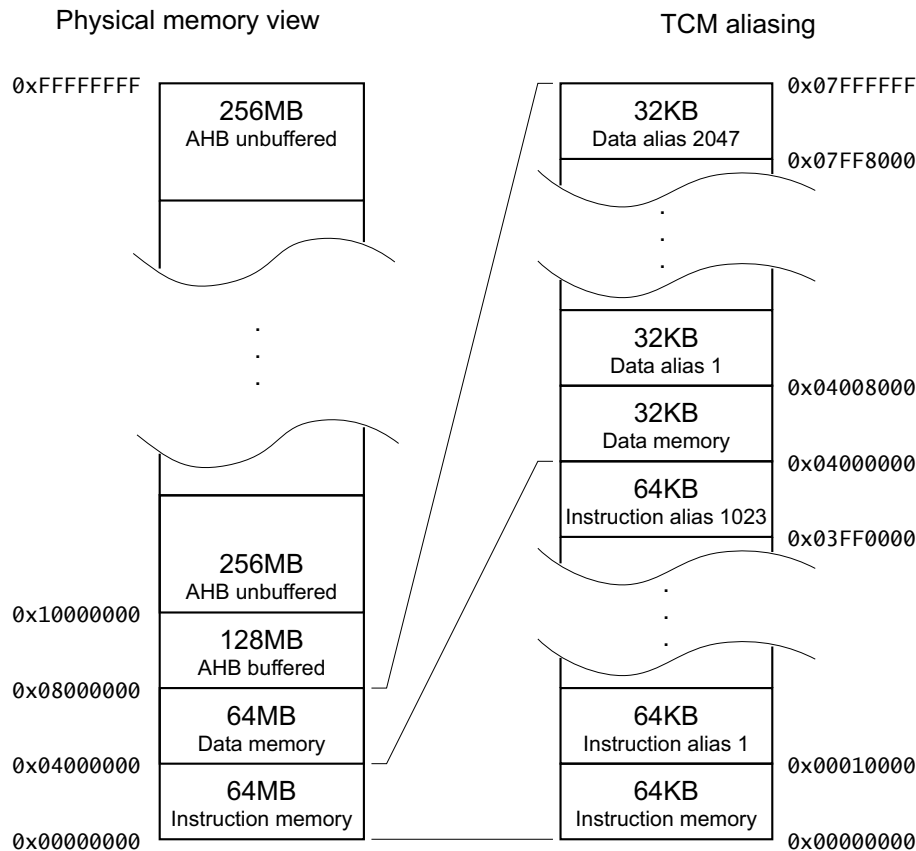 Physical memory view
0xFFFFFFFF
256MB
AHB unbuffered
.
.
.
256MB
AHB unbuffered
0x10000000
128MB
AHB buffered
0x08000000
64MB
Data memory
0x04000000
64MB
Instruction memory
0x00000000
TCM aliasing
0x07FFFFFF
32KB
Data alias 2047
0x07FF8000
.
.
.
32KB
Data alias 1
0x04008000
32KB
Data memory
0x04000000
64KB
Instruction alias 1023
0x03FF0000
.
.
.
64KB
Instruction alias 1
0x00010000
64KB
Instruction memory
0x00000000